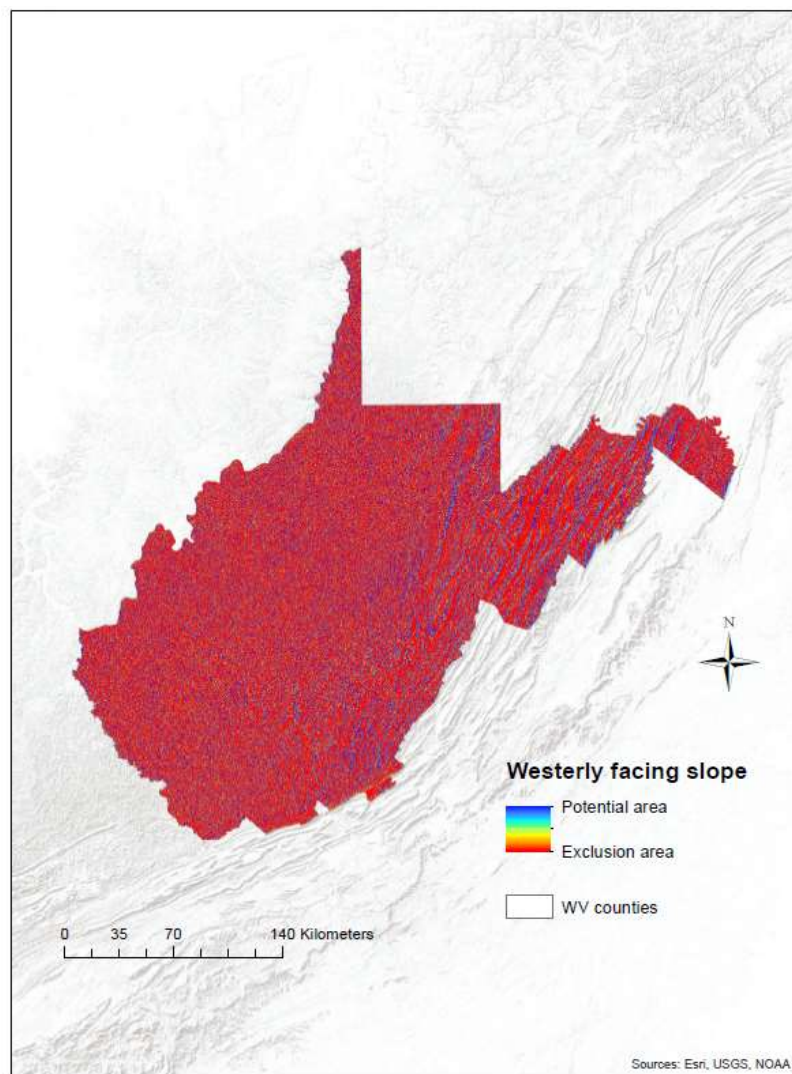 N
Westerly facing slope
Potential area
Exclusion area
WV counties
0 35 70 140 Kilometers
Sources: Esri, USGS, NOAA